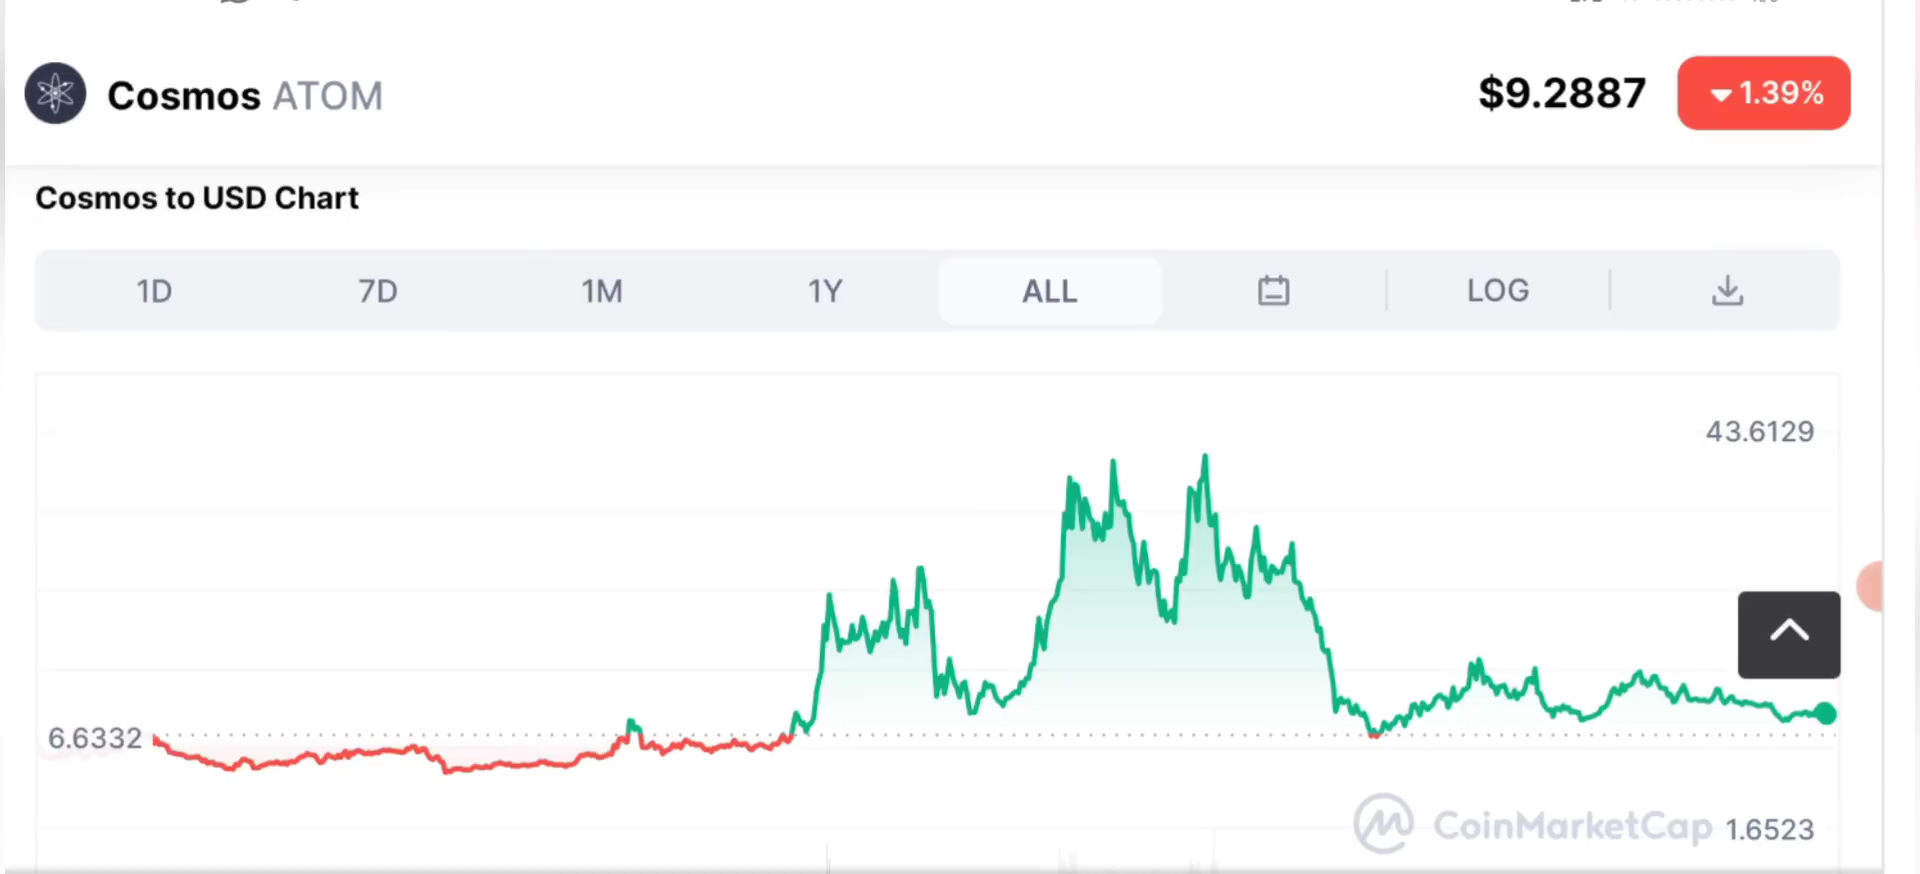 Cosmos ATOM
$9.2887
1.39%
Cosmos to USD Chart
1D 7D 1M 1Y ALL LOG
43.6129
6.6332
CoinMarketCap
1.6523